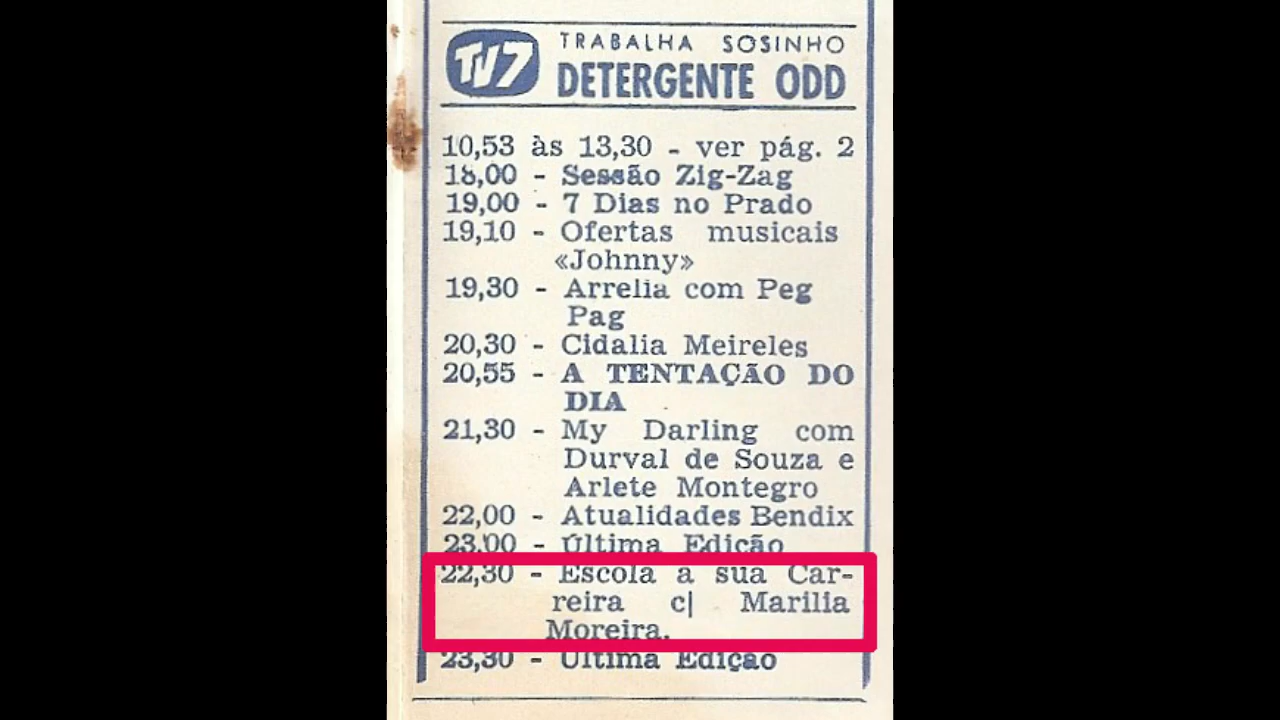 TV7
TRABALHA SOSINHO
DETERGENTE ODD
10,53 às 13,30 - ver pág. 2
18,00 - Sessão Zig-Zag
19,00 - 7 Dias no Prado
19,10 - Ofertas musicais
«Johnny»
19,30 - Arrelia com Peg
Pag
20,30 - Cidalia Meireles
20,55 - A TENTAÇÃO DO
DIA
21,30 - My Darling com
Durval de Souza e
Arlete Montegro
22,00 - Atualidades Bendix
23,00 - Última Edição
22,30 - Escola a sua Car-
reira c| Marilia
Moreira.
23,30 - Última Edição